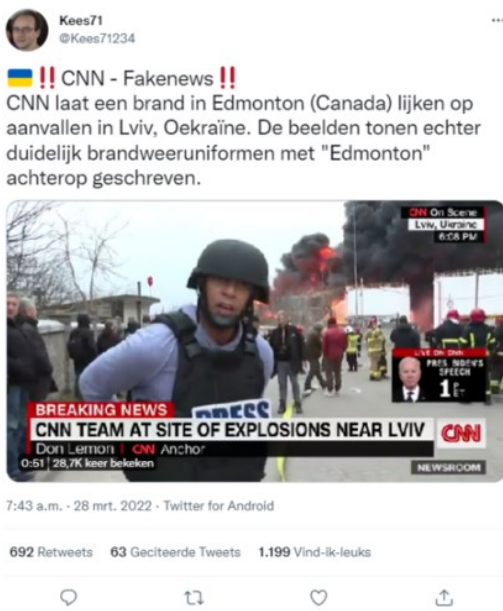 Kees71
@Kees71234
‼ CNN - Fakenews ‼
CNN laat een brand in Edmonton (Canada) lijken op
aanvallen in Lviv, Oekraïne. De beelden tonen echter
duidelijk brandweeruniformen met "Edmonton"
achterop geschreven.
CNN On Scene
Lviv, Ukraine
6:08 PM
LIVE ON CNN
PRES. BIDEN'S
SPEECH
1 P.
ET
PRESS
BREAKING NEWS
CNN TEAM AT SITE OF EXPLOSIONS NEAR LVIV
CNN
Don Lemon CNN Anchor
0:51 28,7K keer bekeken
NEWSROOM
7:43 a.m. · 28 mrt. 2022 · Twitter for Android
692 Retweets 63 Geciteerde Tweets 1.199 Vind-ik-leuks